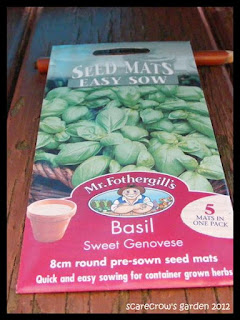 SEED MATS
EASY SOW
Mr. Fothergill's
Basil
Sweet Genovese
5
MATS IN
ONE PACK
8cm round pre-sown seed mats
Quick and easy sowing for container grown herbs
scarecrow's garden 2012